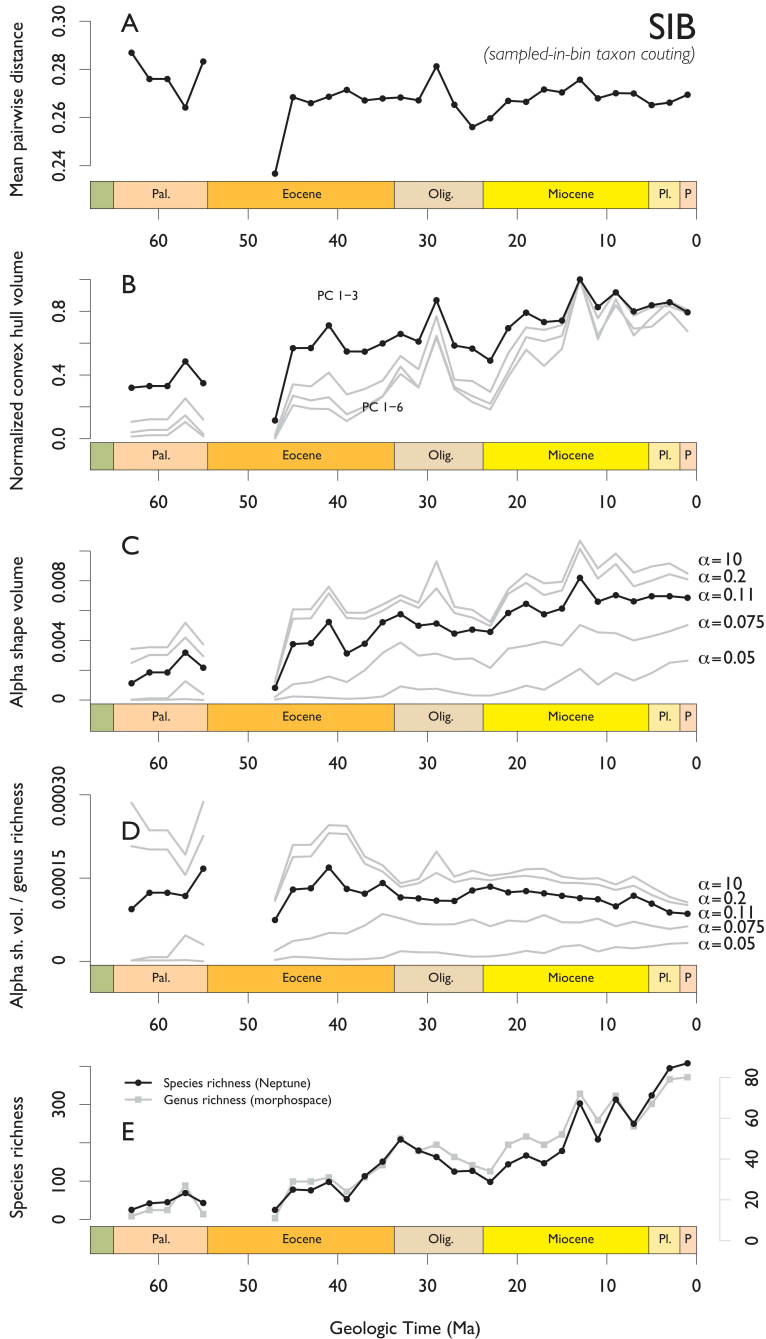 A
SIB
(sampled-in-bin taxon couting)
Mean pairwise distance
0.30
0.28
0.26
0.24
Pal. Eocene Olig. Miocene Pl. P
60 50 40 30 20 10 0
B
Normalized convex hull volume
PC 1–3
PC 1–6
0.8
0.4
0.0
Pal. Eocene Olig. Miocene Pl. P
60 50 40 30 20 10 0
C
Alpha shape volume
0.008
0.004
0
α=10
α=0.2
α=0.11
α=0.075
α=0.05
Pal. Eocene Olig. Miocene Pl. P
60 50 40 30 20 10 0
D
Alpha sh. vol. / genus richness
0.00030
0.00015
0
α=10
α=0.2
α=0.11
α=0.075
α=0.05
Pal. Eocene Olig. Miocene Pl. P
60 50 40 30 20 10 0
Species richness (Neptune)
Genus richness (morphospace)
E
Species richness
300
100
0
80
60
40
20
0
Pal. Eocene Olig. Miocene Pl. P
60 50 40 30 20 10 0
Geologic Time (Ma)